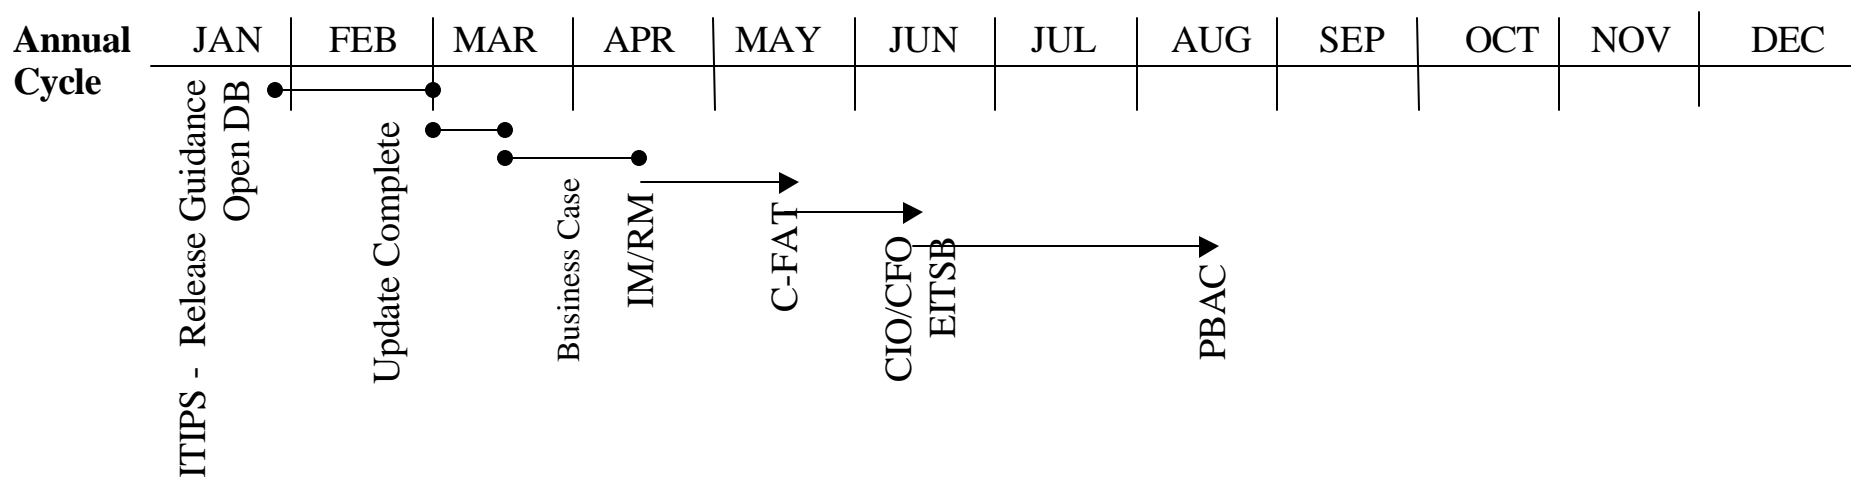 Annual Cycle
JAN
FEB
MAR
APR
MAY
JUN
JUL
AUG
SEP
OCT
NOV
DEC
ITIPS - Release Guidance
Open DB
Update Complete
Business Case
IM/RM
C-FAT
CIO/CFO
EITSB
PBAC